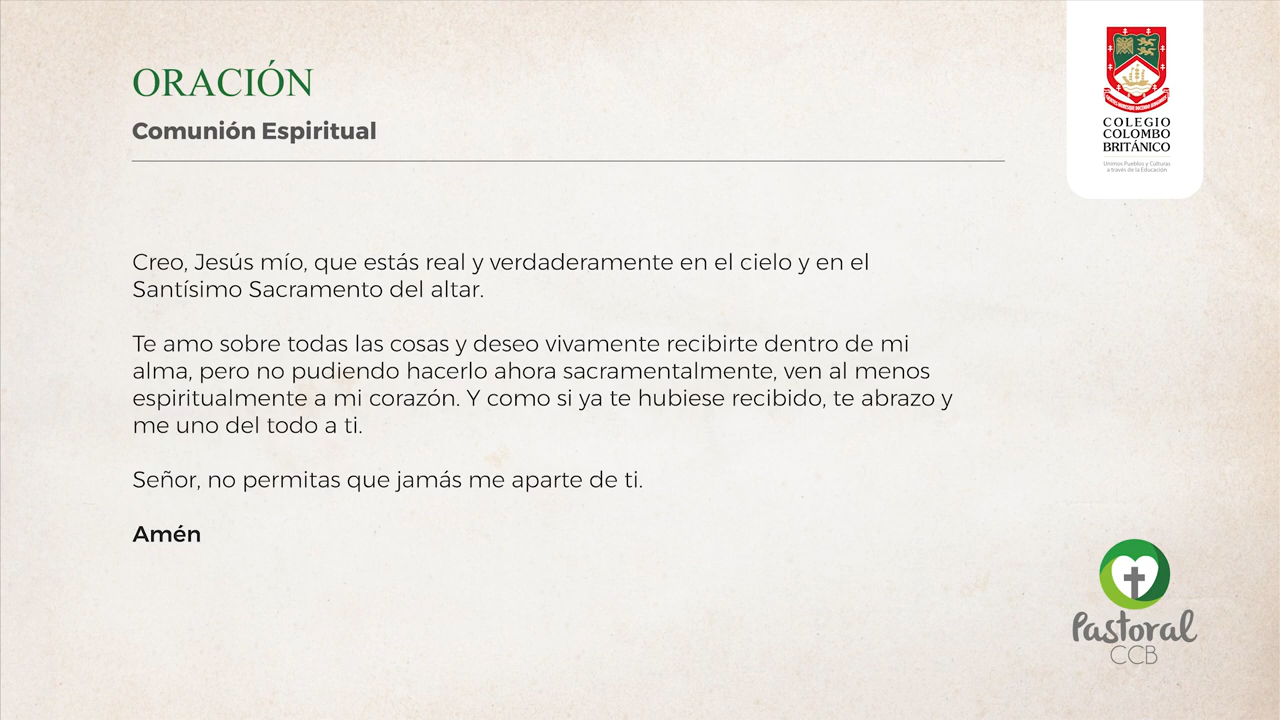 ORACIÓN
Comunión Espiritual
COLEGIO
COLOMBO
BRITÁNICO
Unimos Pueblos y Culturas
a través de la Educación
Creo, Jesús mío, que estás real y verdaderamente en el cielo y en el
Santísimo Sacramento del altar.
Te amo sobre todas las cosas y deseo vivamente recibirte dentro de mi
alma, pero no pudiendo hacerlo ahora sacramentalmente, ven al menos
espiritualmente a mi corazón. Y como si ya te hubiese recibido, te abrazo y
me uno del todo a ti.
Señor, no permitas que jamás me aparte de ti.
Amén
Pastoral
CCB